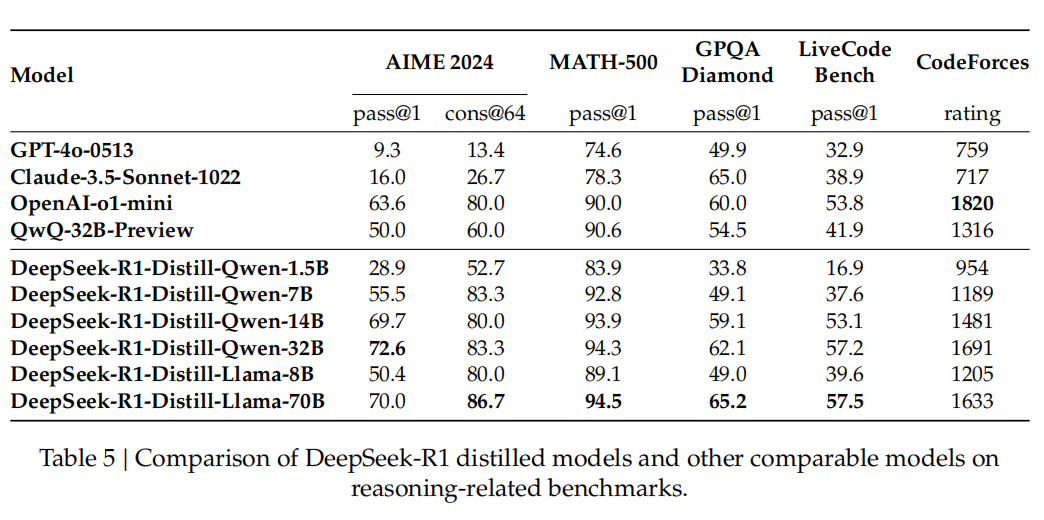 Model AIME 2024 MATH-500 GPQA Diamond LiveCode Bench CodeForces
pass@1 cons@64 pass@1 pass@1 pass@1 rating
GPT-4o-0513 9.3 13.4 74.6 49.9 32.9 759
Claude-3.5-Sonnet-1022 16.0 26.7 78.3 65.0 38.9 717
OpenAI-o1-mini 63.6 80.0 90.0 60.0 53.8 1820
QwQ-32B-Preview 50.0 60.0 90.6 54.5 41.9 1316
DeepSeek-R1-Distill-Qwen-1.5B 28.9 52.7 83.9 33.8 16.9 954
DeepSeek-R1-Distill-Qwen-7B 55.5 83.3 92.8 49.1 37.6 1189
DeepSeek-R1-Distill-Qwen-14B 69.7 80.0 93.9 59.1 53.1 1481
DeepSeek-R1-Distill-Qwen-32B 72.6 83.3 94.3 62.1 57.2 1691
DeepSeek-R1-Distill-Llama-8B 50.4 80.0 89.1 49.0 39.6 1205
DeepSeek-R1-Distill-Llama-70B 70.0 86.7 94.5 65.2 57.5 1633
Table 5 | Comparison of DeepSeek-R1 distilled models and other comparable models on
reasoning-related benchmarks.